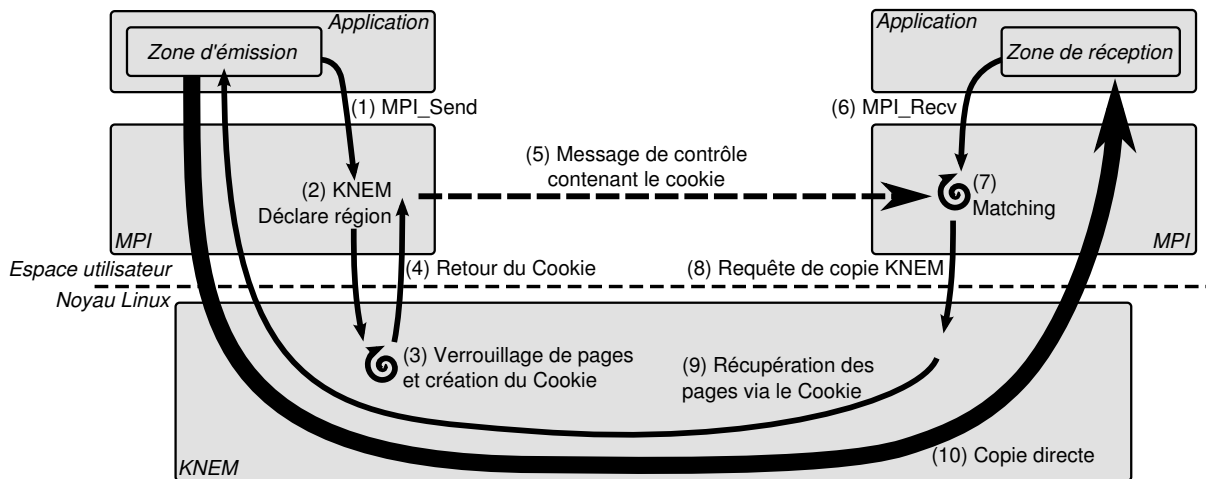 Application
Zone d'émission
(1) MPI_Send
(2) KNEM
Déclare région
MPI
(4) Retour du Cookie
(5) Message de contrôle
contenant le cookie
Application
Zone de réception
(6) MPI_Recv
(7)
Matching
MPI
(8) Requête de copie KNEM
Espace utilisateur
Noyau Linux
(3) Verrouillage de pages
et création du Cookie
(9) Récupération des
pages via le Cookie
(10) Copie directe
KNEM